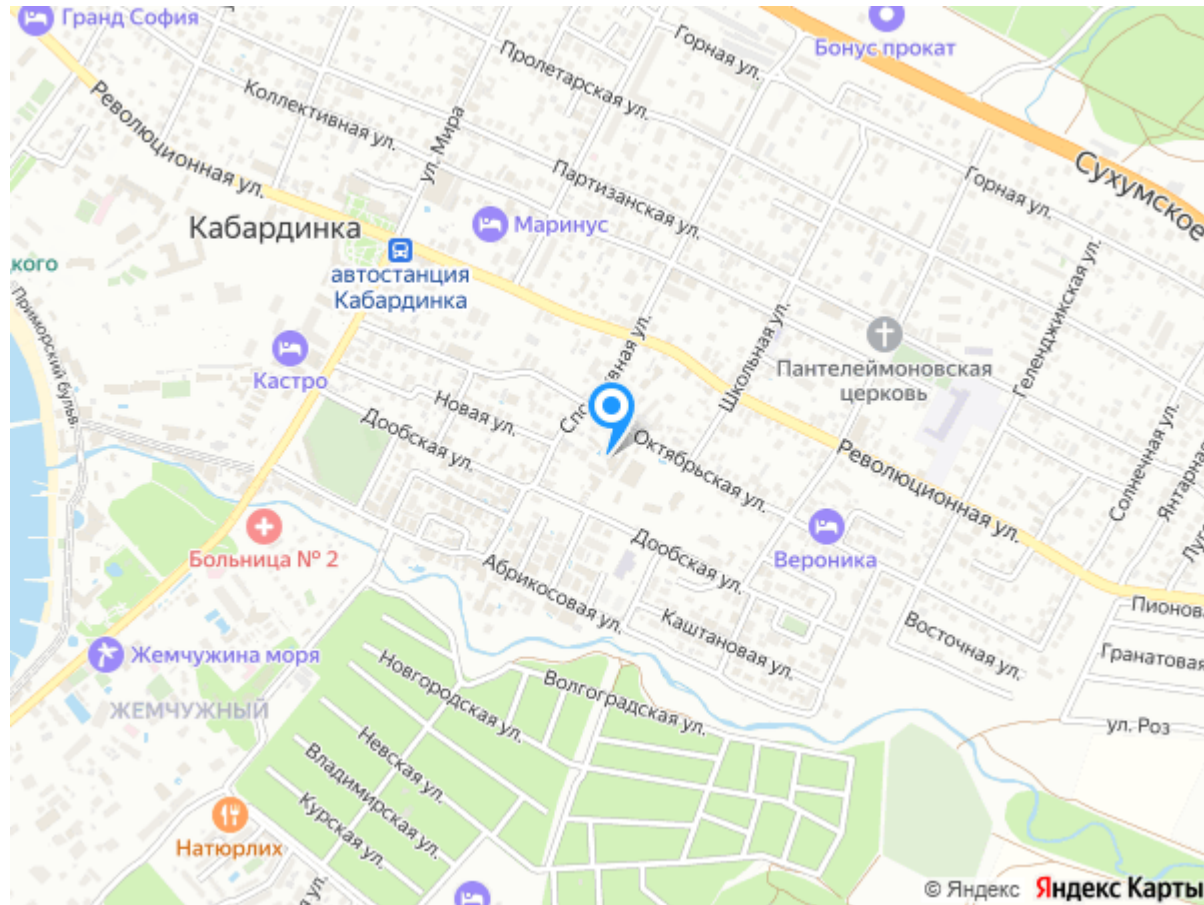 Гранд София
Бонус прокат
Горная ул.
Пролетарская ул.
Коллективная ул.
Революционная ул.
ул. Мира
Партизанская ул.
Сухумское
Горная ул.
Кабардинка
Маринус
автостанция
Кабардинка
кого
Приморский бульв.
Кастро
Школьная ул.
Пантелеймоновская
церковь
Геленджикская ул.
Новая ул.
Дообская ул.
Октябрьская ул.
Революционная ул.
Солнечная ул.
Янтарная
Больница № 2
Вероника
Дообская ул.
Абрикосовая ул.
Каштановая ул.
Восточная ул.
Пионова
Гранатовая
ул. Роз
Жемчужина моря
ЖЕМЧУЖНЫЙ
Новгородская ул.
Волгоградская ул.
Невская ул.
Владимирская ул.
Курская ул.
Натюрлих
© Яндекс Яндекс Карты